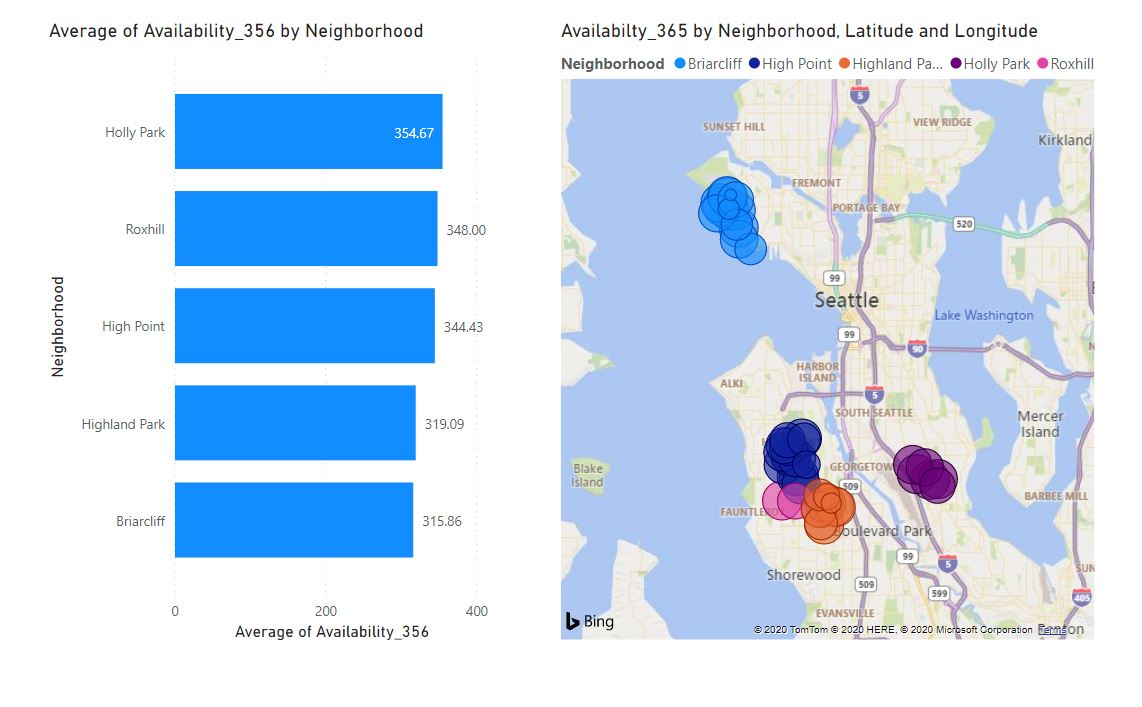 Average of Availability_356 by Neighborhood
Neighborhood
Holly Park
354.67
Roxhill
348.00
High Point
344.43
Highland Park
319.09
Briarcliff
315.86
0
200
400
Average of Availability_356
Availabilty_365 by Neighborhood, Latitude and Longitude
Neighborhood Briarcliff High Point Highland Pa... Holly Park Roxhill
5
SUNSET HILL
VIEW RIDGE
Kirkland
FREMONT
PORTAGE BAY
520
99
Seattle
Lake Washington
99
90
HARBOR
ISLAND
ALKI
5
SOUTH SEATTLE
Mercer
Island
Blake
Island
GEORGETOW
509
BARBEE MILL
FAUNTLERO
oulevard Park
99
5
Shorewood
509
599
SUN
405
EVANSVILLE
Bing
© 2020 TomTom © 2020 HERE, © 2020 Microsoft Corporation Terms